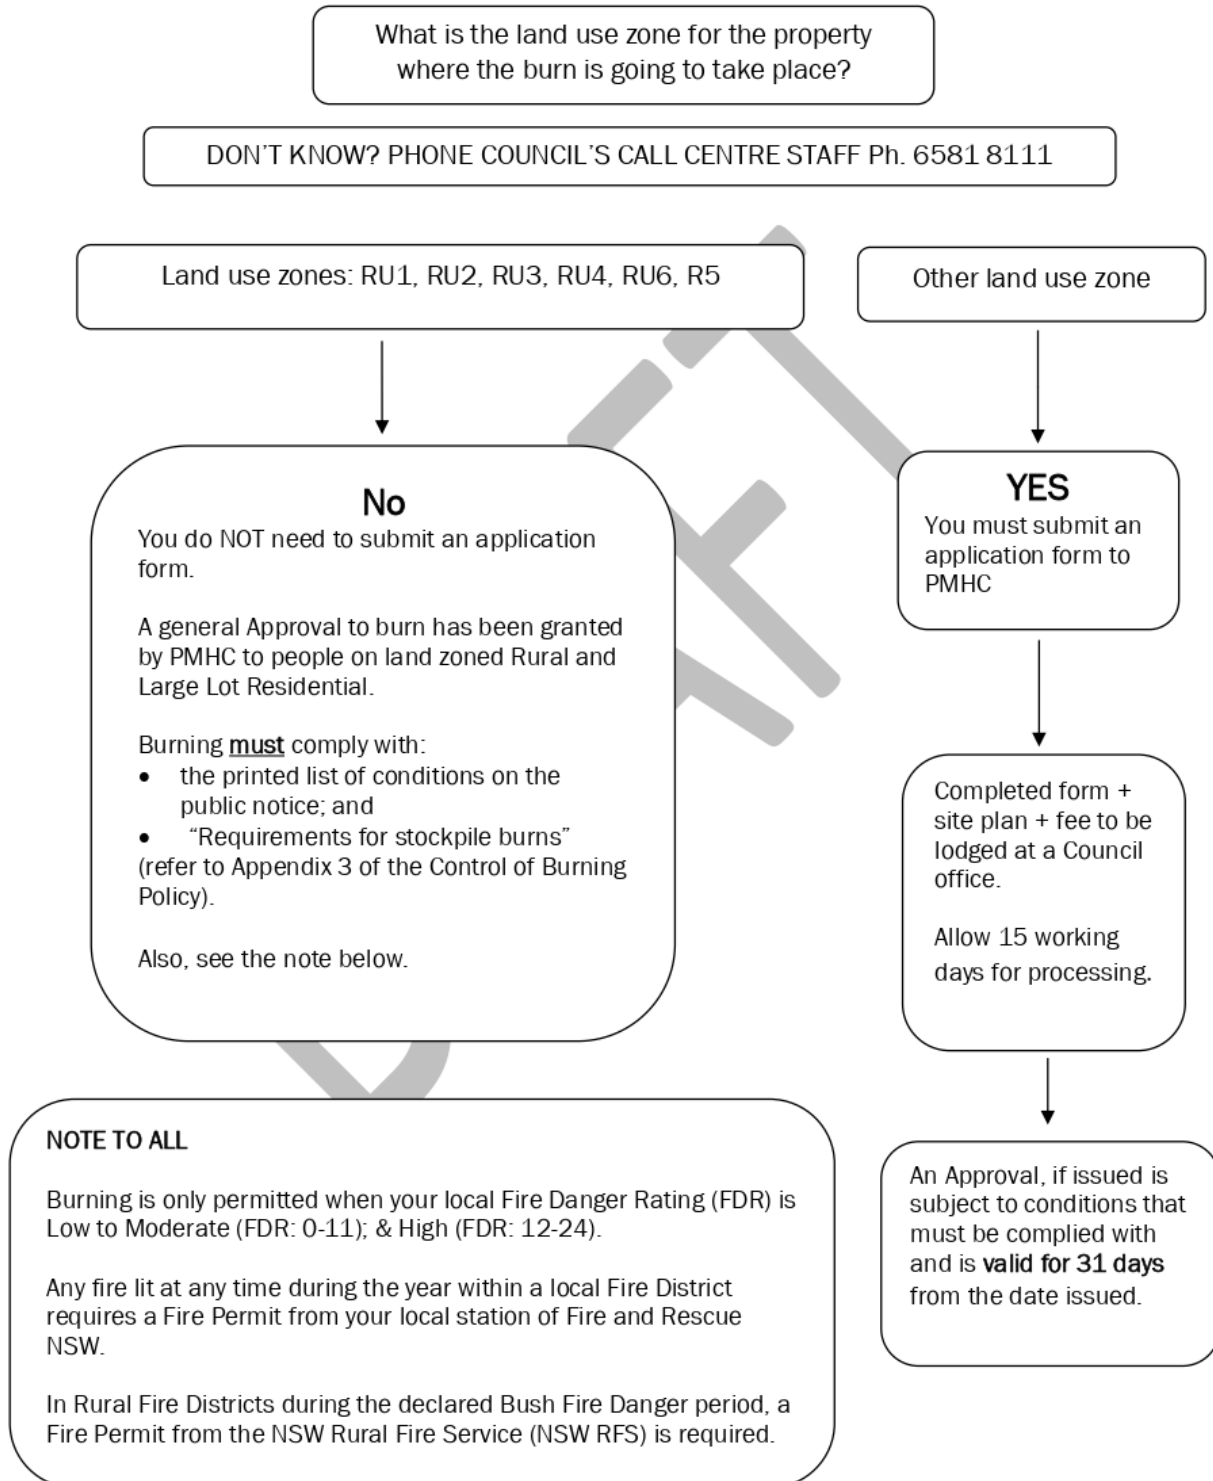 What is the land use zone for the property
where the burn is going to take place?
DON'T KNOW? PHONE COUNCIL'S CALL CENTRE STAFF Ph. 6581 8111
Land use zones: RU1, RU2, RU3, RU4, RU6, R5
Other land use zone
No
You do NOT need to submit an application
form.
A general Approval to burn has been granted
by PMHC to people on land zoned Rural and
Large Lot Residential.
Burning must comply with:
• the printed list of conditions on the
public notice; and
• “Requirements for stockpile burns”
(refer to Appendix 3 of the Control of Burning
Policy).
Also, see the note below.
YES
You must submit an
application form to
PMHC
Completed form +
site plan + fee to be
lodged at a Council
office.
Allow 15 working
days for processing.
An Approval, if issued is
subject to conditions that
must be complied with
and is valid for 31 days
from the date issued.
NOTE TO ALL
Burning is only permitted when your local Fire Danger Rating (FDR) is
Low to Moderate (FDR: 0-11); & High (FDR: 12-24).
Any fire lit at any time during the year within a local Fire District
requires a Fire Permit from your local station of Fire and Rescue
NSW.
In Rural Fire Districts during the declared Bush Fire Danger period, a
Fire Permit from the NSW Rural Fire Service (NSW RFS) is required.
DRAFT